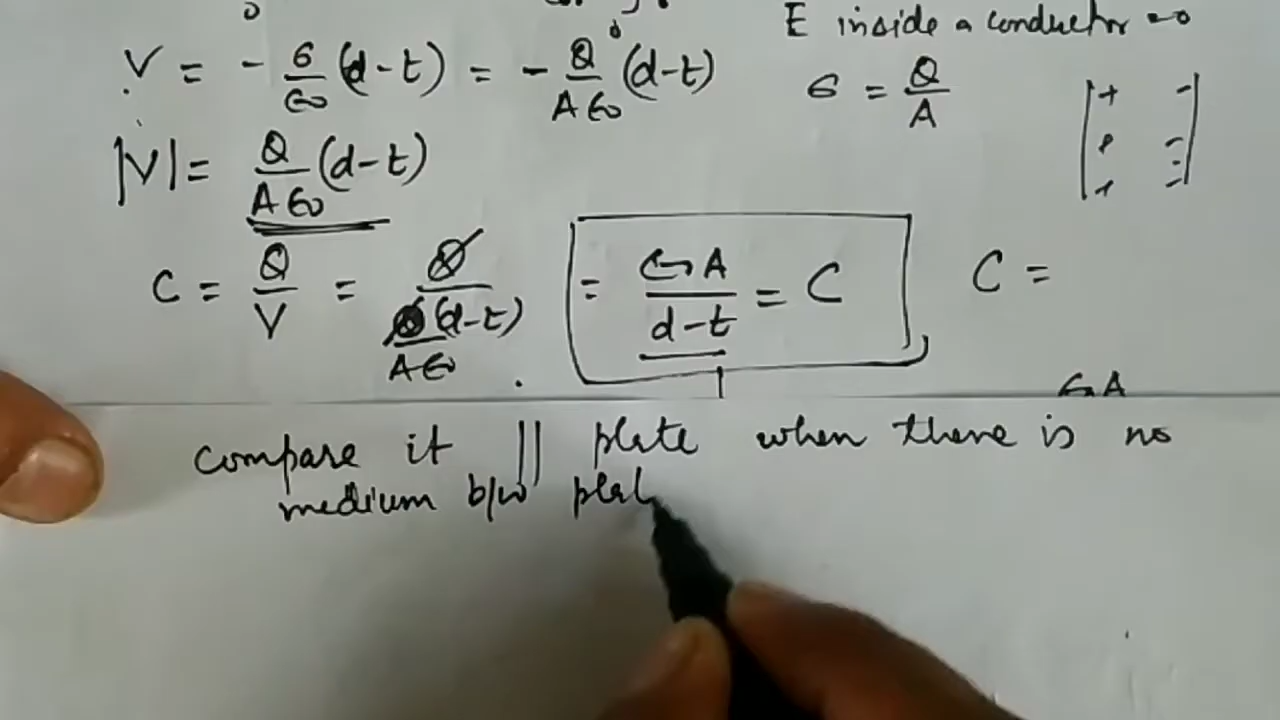 E inside a conductor = 0
V = - σ/ε₀ (d-t) = - Q/Aε₀ (d-t)
σ = Q/A
|V| = Q/Aε₀ (d-t)
C = Q/V = Q/Q(d-t)/Aε₀ = ε₀A/d-t = C
C =
ε₀A
compare it || plate when there is no
medium b/w plat